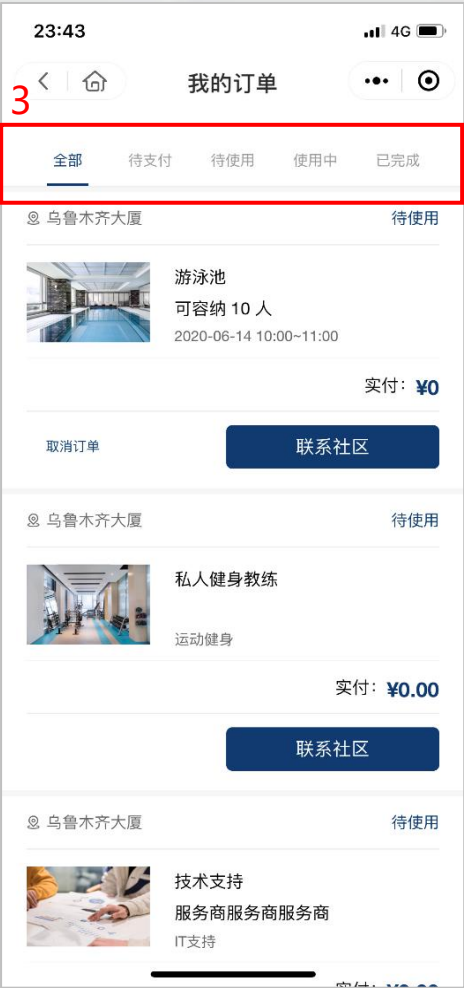 23:43
4G
我的订单
3
全部 待支付 待使用 使用中 已完成
乌鲁木齐大厦 待使用
游泳池
可容纳 10 人
2020-06-14 10:00~11:00
实付: ¥0
取消订单 联系社区
乌鲁木齐大厦 待使用
私人健身教练
运动健身
实付: ¥0.00
联系社区
乌鲁木齐大厦 待使用
技术支持
服务商服务商服务商
IT支持